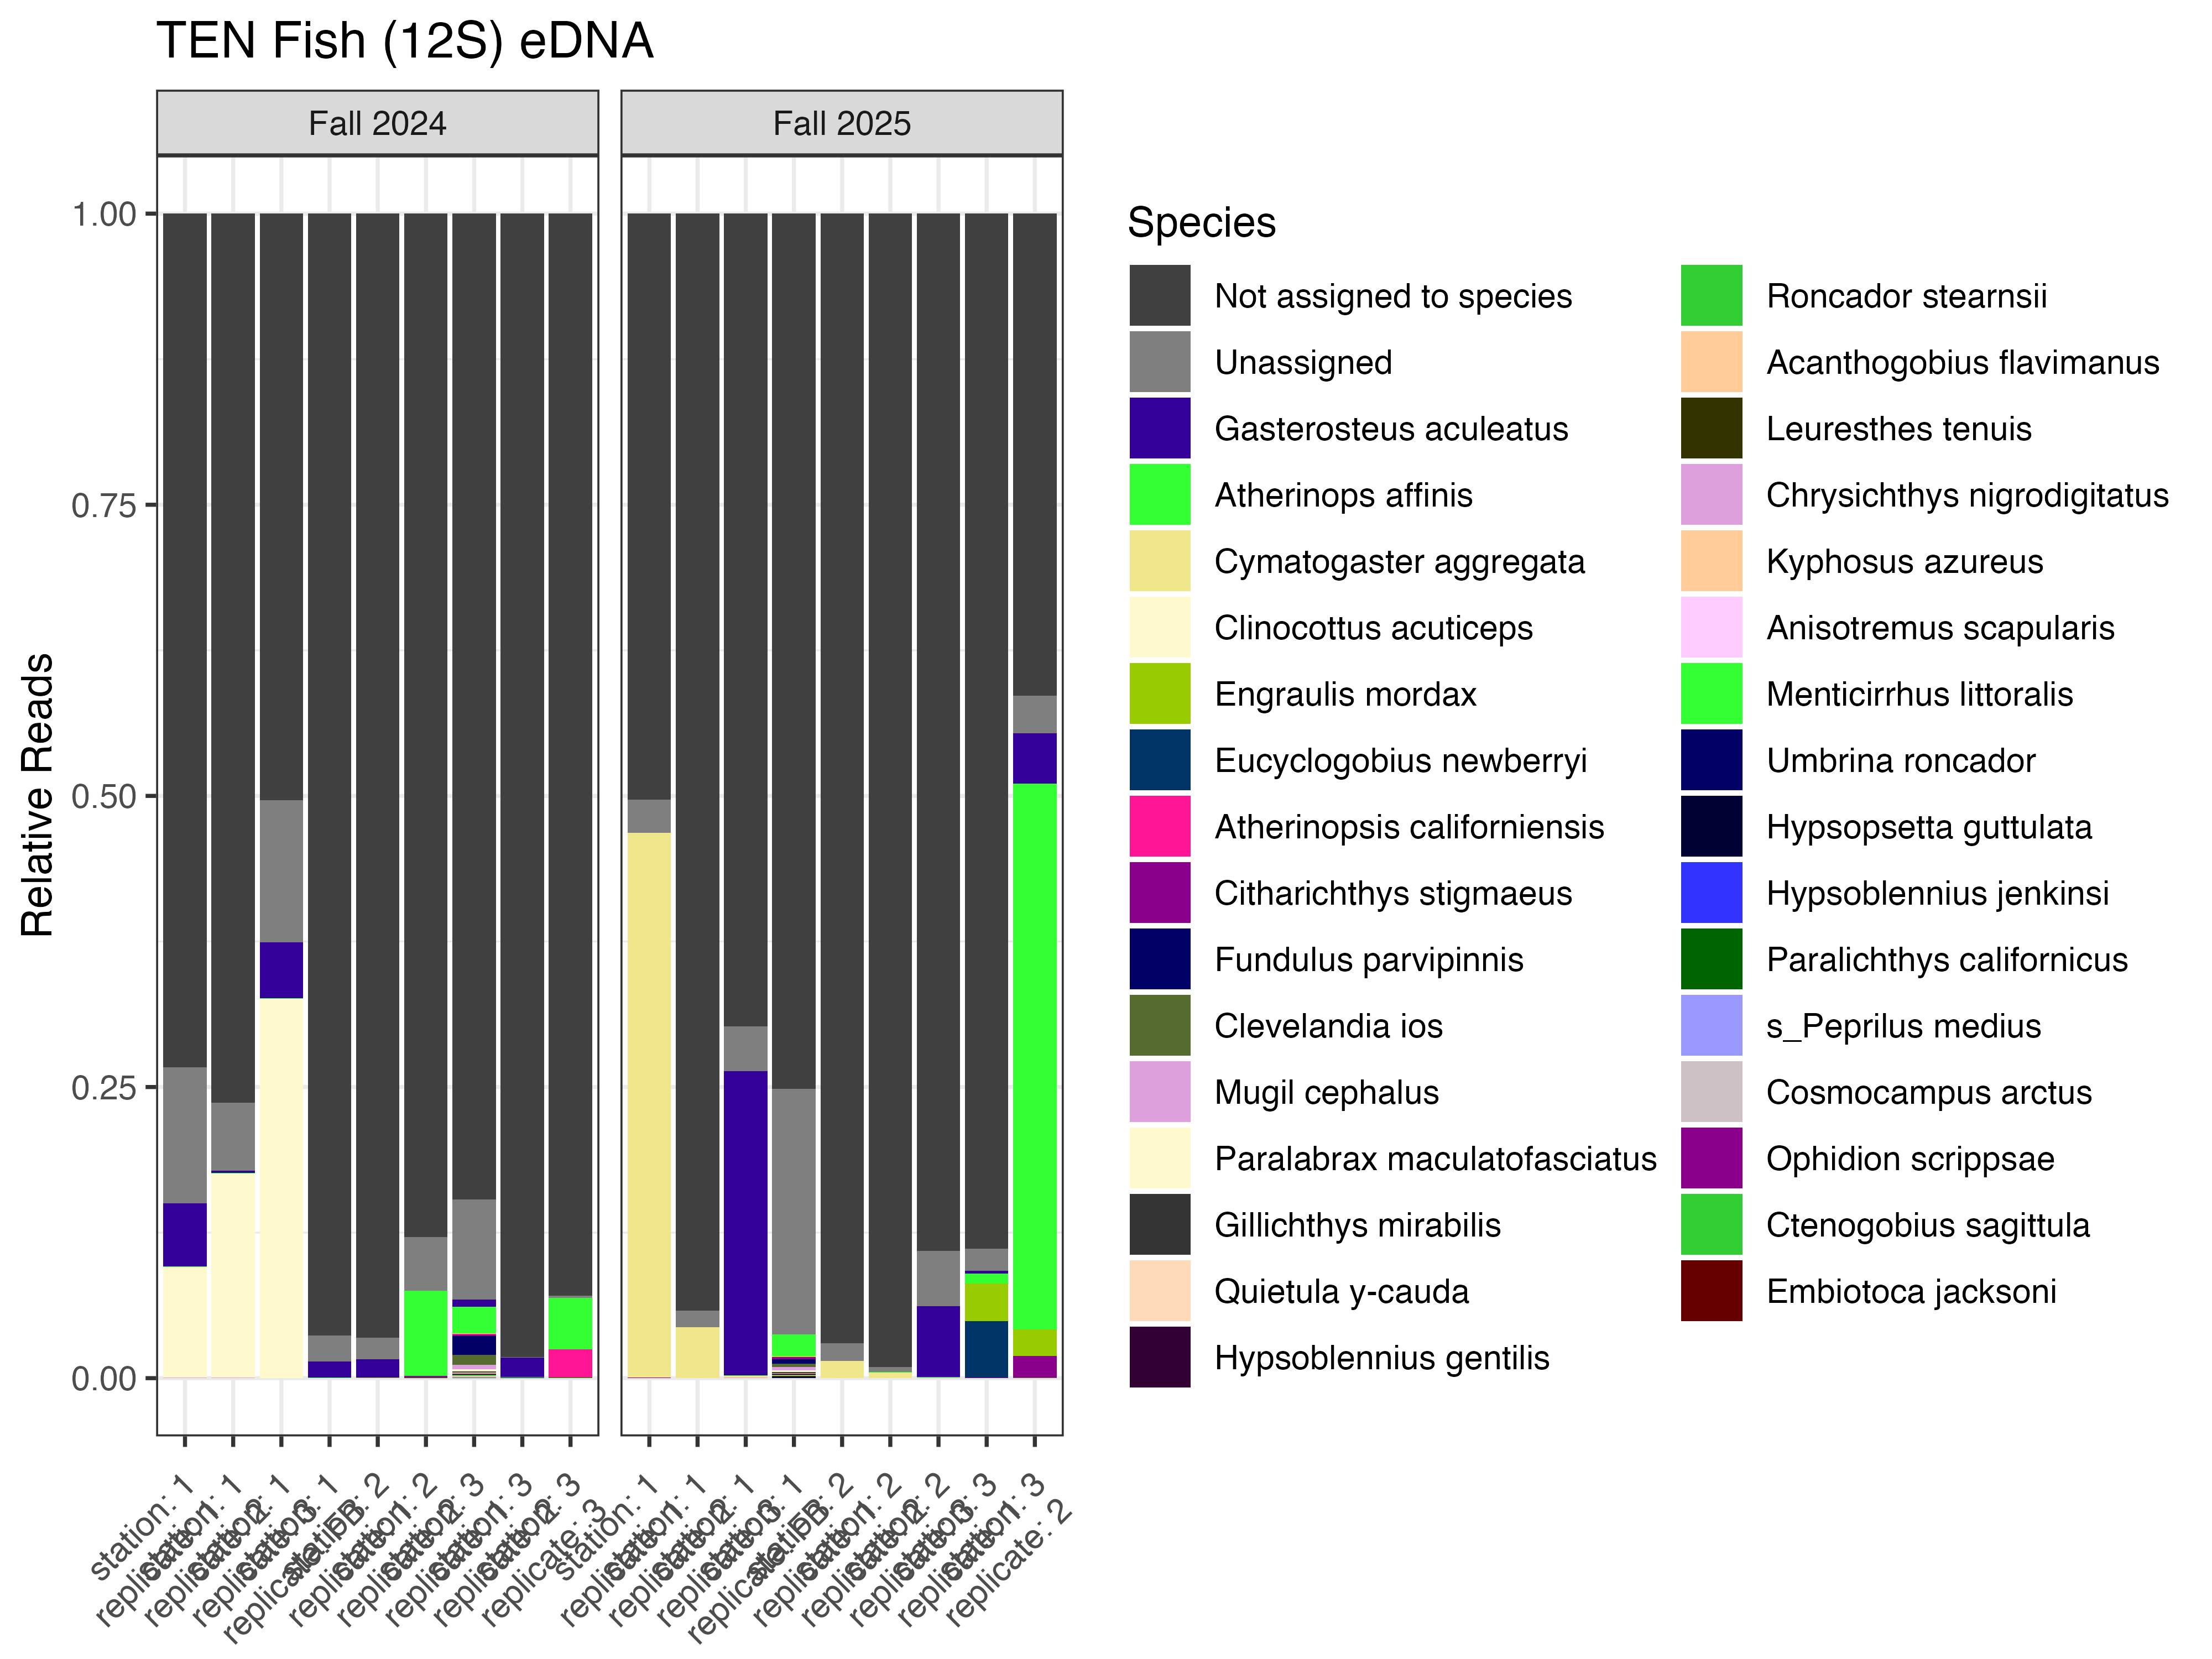 TEN Fish (12S) eDNA
Fall 2024
Fall 2025
Relative Reads
1.00
0.75
0.50
0.25
0.00
station: 1
replicate: 3
station: 1
replicate: 2
Species
Not assigned to species
Unassigned
Gasterosteus aculeatus
Atherinops affinis
Cymatogaster aggregata
Clinocottus acuticeps
Engraulis mordax
Eucyclogobius newberryi
Atherinopsis californiensis
Citharichthys stigmaeus
Fundulus parvipinnis
Clevelandia ios
Mugil cephalus
Paralabrax maculatofasciatus
Gillichthys mirabilis
Quietula y-cauda
Hypsoblennius gentilis
Roncador stearnsii
Acanthogobius flavimanus
Leuresthes tenuis
Chrysichthys nigrodigitatus
Kyphosus azureus
Anisotremus scapularis
Menticirrhus littoralis
Umbrina roncador
Hypsopsetta guttulata
Hypsoblennius jenkinsi
Paralichthys californicus
s_Peprilus medius
Cosmocampus arctus
Ophidion scrippsae
Ctenogobius sagittula
Embiotoca jacksoni